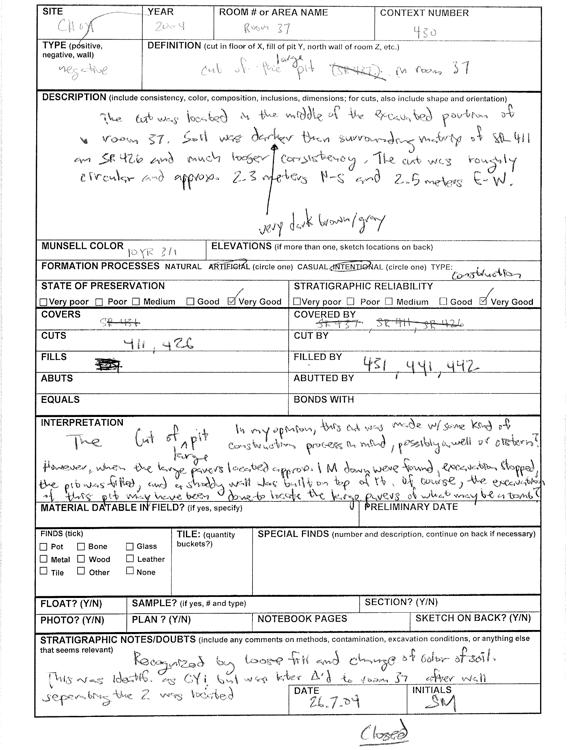 SITE YEAR ROOM # OR AREA NAME CONTEXT NUMBER
2004 Room 37 430
TYPE (positive, negative, wall) DEFINITION (cut in floor of X, fill of pit Y, north wall of room Z, etc.)
negative Cut of the large pit (SR 427) in room 37
DESCRIPTION (include consistency, color, composition, inclusions, dimensions; for cuts, also include shape and orientation)
The cut was located in the middle of the excavated portion of
room 37. Soil was darker than surrounding matrix of SR 411
an SR 426 and much looser consistency. The cut was roughly
circular and approx. 2.3 meters N-S and 2.5 meters E-W.
very dark brown/gray
MUNSELL COLOR 10YR 3/1 ELEVATIONS (if more than one, sketch locations on back)
FORMATION PROCESSES NATURAL ARTIFICIAL (circle one) CASUAL INTENTIONAL (circle one) TYPE: construction
STATE OF PRESERVATION STRATIGRAPHIC RELIABILITY
Very poor Poor Medium Good Very Good Very poor Poor Medium Good Very Good
COVERS SR 431 COVERED BY SR 437, SR 411, SR 426
CUTS 411, 426 CUT BY
FILLS FILLED BY 431, 441, 442
ABUTS ABUTTED BY
EQUALS BONDS WITH
INTERPRETATION
The Cut of large pit In my opinion, this cut was made w/some kind of
construction process in mind, possibly a well or cistern?
However, when the large pavers located approx. 1 M down were found, excavation stopped,
the pit was filled, and a shoddy wall was built on top of it. Of course, the excavation
of this pit may have been done to locate the large pavers of what may be a tomb?
MATERIAL DATABLE IN FIELD? (if yes, specify) PRELIMINARY DATE
FINDS (tick) TILE: (quantity buckets?) SPECIAL FINDS (number and description, continue on back if necessary)
Pot Bone Glass
Metal Wood Leather
Tile Other None
FLOAT? (Y/N) SAMPLE? (if yes, # and type) SECTION? (Y/N)
PHOTO? (Y/N) PLAN ? (Y/N) NOTEBOOK PAGES SKETCH ON BACK? (Y/N)
STRATIGRAPHIC NOTES/DOUBTS (include any comments on methods, contamination, excavation conditions, or anything else
that seems relevant)
Recognized by loose fill and change of color of soil.
This was identif. as but was later Δ'd to room 37 after wall
seperating the 2 was located
DATE 26.7.04 INITIALS SM
Closed